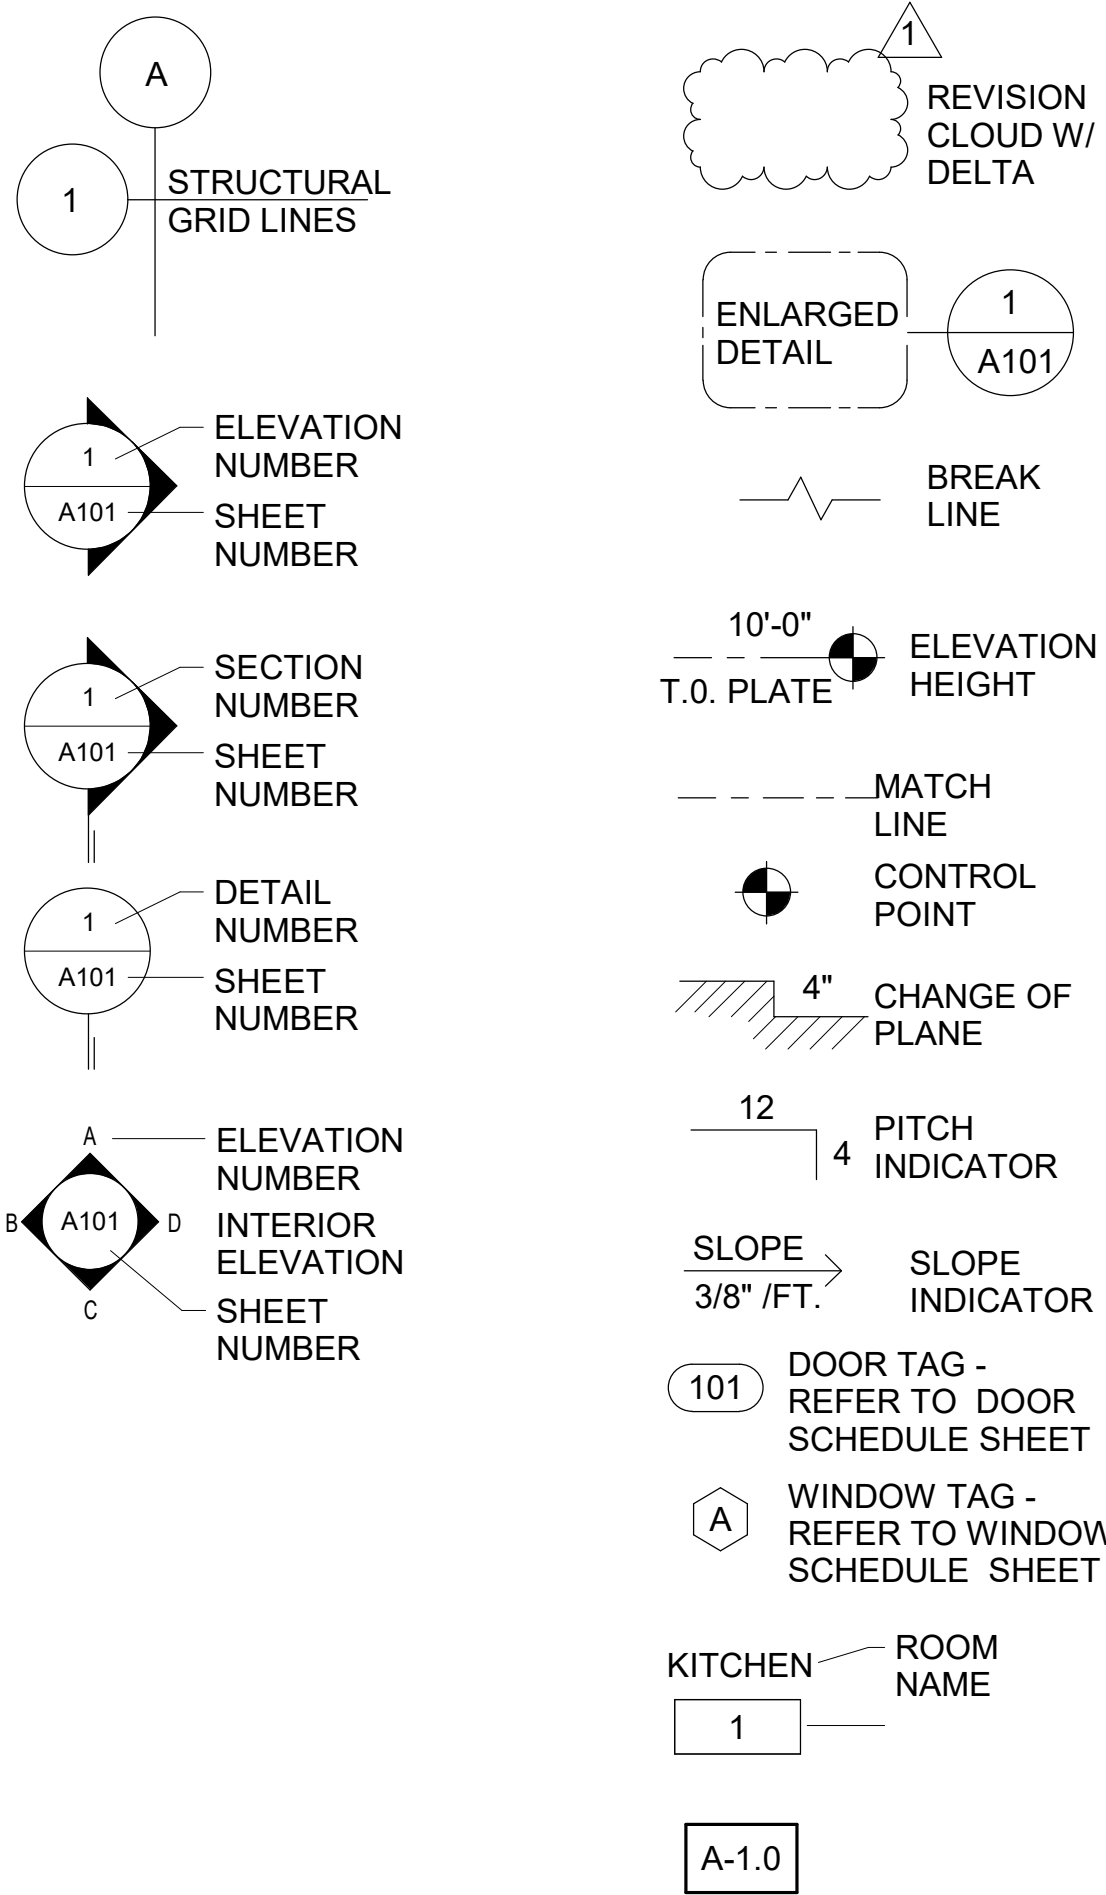 A
1
STRUCTURAL
GRID LINES
1
A101
ELEVATION
NUMBER
SHEET
NUMBER
1
A101
SECTION
NUMBER
SHEET
NUMBER
1
A101
DETAIL
NUMBER
SHEET
NUMBER
A
B
A101
D
C
ELEVATION
NUMBER
INTERIOR
ELEVATION
SHEET
NUMBER
1
REVISION
CLOUD W/
DELTA
ENLARGED
DETAIL
1
A101
BREAK
LINE
10'-0"
T.0. PLATE
ELEVATION
HEIGHT
MATCH
LINE
CONTROL
POINT
4"
CHANGE OF
PLANE
12
4
PITCH
INDICATOR
SLOPE
3/8" /FT.
SLOPE
INDICATOR
101
DOOR TAG -
REFER TO  DOOR
SCHEDULE SHEET
A
WINDOW TAG -
REFER TO WINDOW
SCHEDULE  SHEET
KITCHEN
ROOM
NAME
1
A-1.0